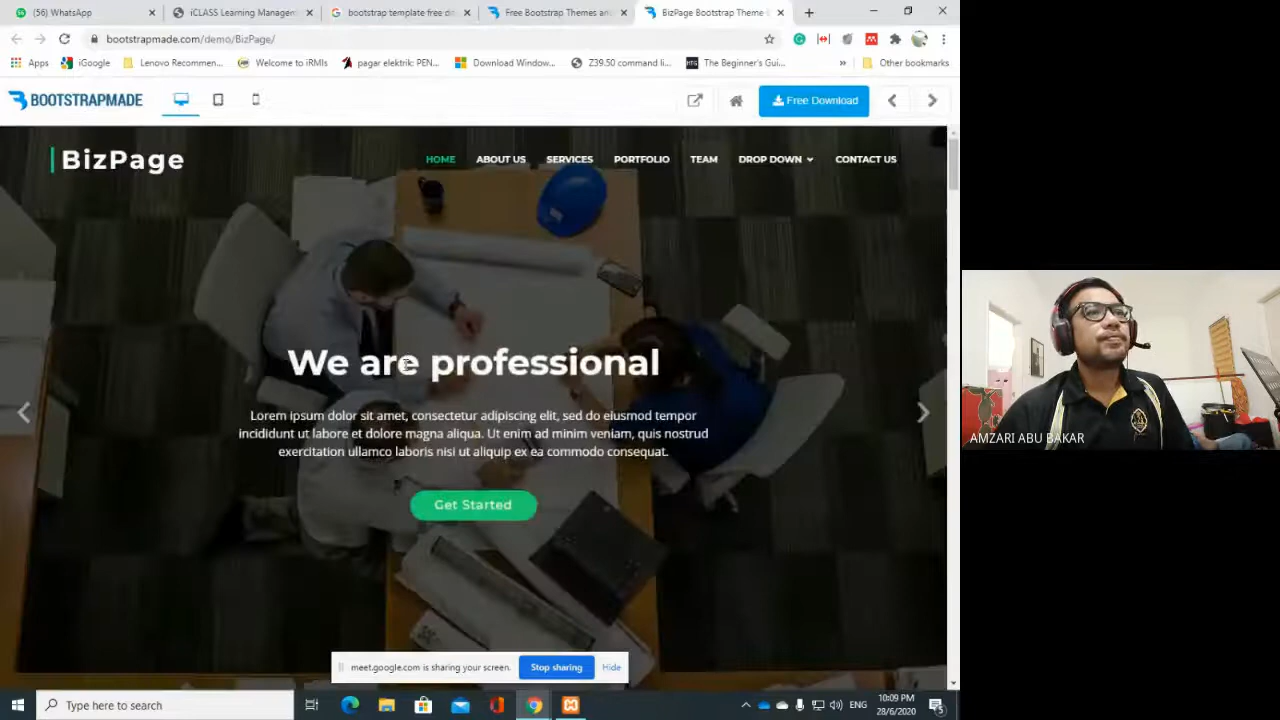 (56) WhatsApp
iCLASS Learning Managem
bootstrap template free do
Free Bootstrap Themes an
BizPage Bootstrap Theme
bootstrapmade.com/demo/BizPage/
Apps
iGoogle
Lenovo Recommen...
Welcome to iRMIs
pagar elektrik: PEN...
Download Window...
Z39.50 command li...
HTG
The Beginner's Gui...
»
Other bookmarks
BOOTSTRAPMADE
Free Download
BizPage
HOME
ABOUT US
SERVICES
PORTFOLIO
TEAM
DROP DOWN
CONTACT US
We are professional
Lorem ipsum dolor sit amet, consectetur adipiscing elit, sed do eiusmod tempor
incididunt ut labore et dolore magna aliqua. Ut enim ad minim veniam, quis nostrud
exercitation ullamco laboris nisi ut aliquip ex ea commodo consequat.
Get Started
AMZARI ABU BAKAR
meet.google.com is sharing your screen.
Stop sharing
Hide
Type here to search
ENG
10:09 PM
28/6/2020
5